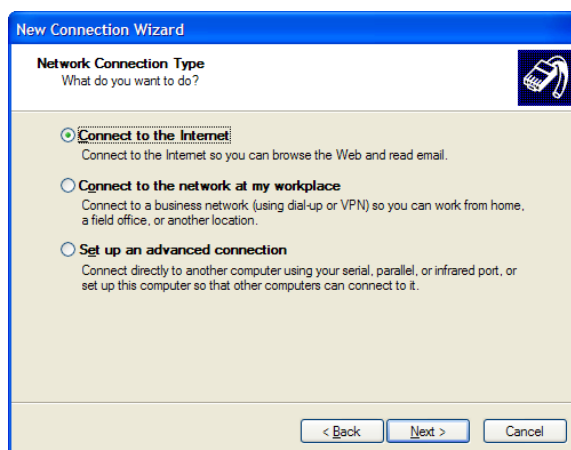 New Connection Wizard
Network Connection Type
What do you want to do?
Connect to the Internet
Connect to the Internet so you can browse the Web and read email.
Connect to the network at my workplace
Connect to a business network (using dial-up or VPN) so you can work from home,
a field office, or another location.
Set up an advanced connection
Connect directly to another computer using your serial, parallel, or infrared port, or
set up this computer so that other computers can connect to it.
< Back
Next >
Cancel